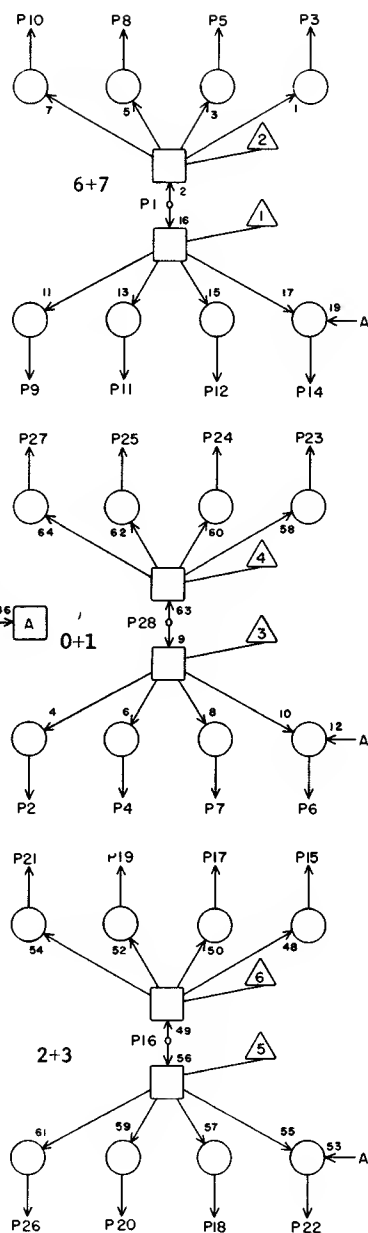 P10 P8 P5 P3
7 5 3 1
2
6+7 2
P1
16 1
11 13 15 17 19 A
P9 P11 P12 P14
P27 P25 P24 P23
64 62 60 58
4
63
A 0+1 P28
9 3
4 6 8 10 12 A
P2 P4 P7 P6
P21 P19 P17 P15
54 52 50 48
6
49
2+3 P16
56 5
61 59 57 55 53 A
P26 P20 P18 P22